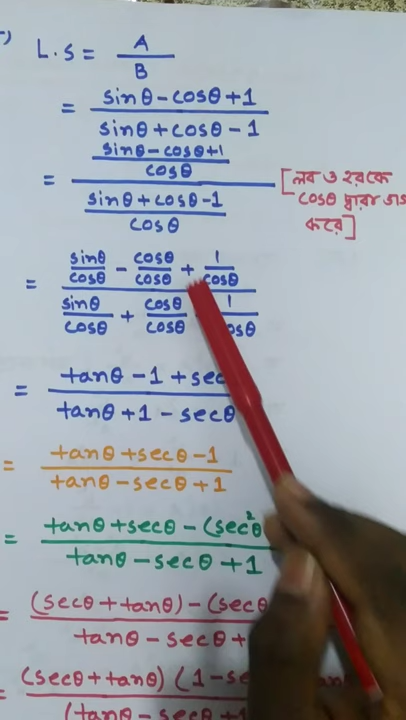 L.S = A/B
= (sinθ - cosθ + 1)/(sinθ + cosθ - 1)
= ((sinθ - cosθ + 1)/cosθ)/((sinθ + cosθ - 1)/cosθ) [লব ও হরকে cosθ দ্বারা ভাগ করে]
= (sinθ/cosθ - cosθ/cosθ + 1/cosθ)/(sinθ/cosθ + cosθ/cosθ 1/cosθ)
= (tanθ - 1 + sec)/(tanθ + 1 - secθ)
= (tanθ + secθ - 1)/(tanθ - secθ + 1)
= (tanθ + secθ - (sec²θ)/(tanθ - secθ + 1)
= ((secθ + tanθ) - (sec)/(tanθ - secθ +)
= ((secθ + tanθ) (1 - se)/((tanθ - secθ +)